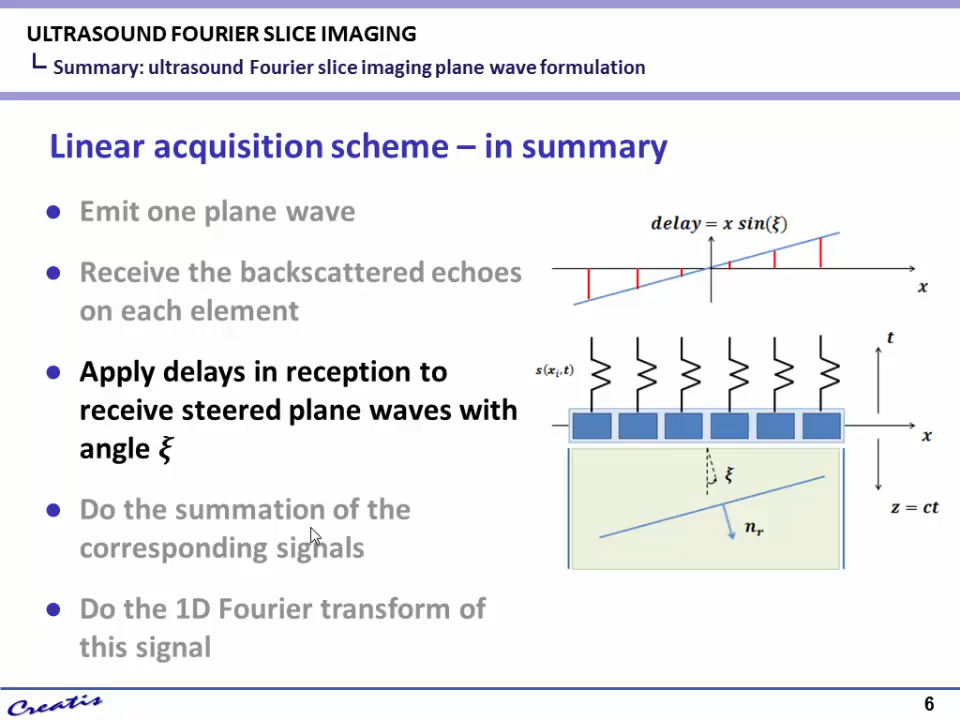 ULTRASOUND FOURIER SLICE IMAGING
Summary: ultrasound Fourier slice imaging plane wave formulation
Linear acquisition scheme – in summary
● Emit one plane wave
● Receive the backscattered echoes
on each element
● Apply delays in reception to
receive steered plane waves with
angle ξ
● Do the summation of the
corresponding signals
● Do the 1D Fourier transform of
this signal
delay = x sin(ξ)
x
t
s(xᵢ,t)
x
ξ
z = ct
nᵣ
Creatis
6